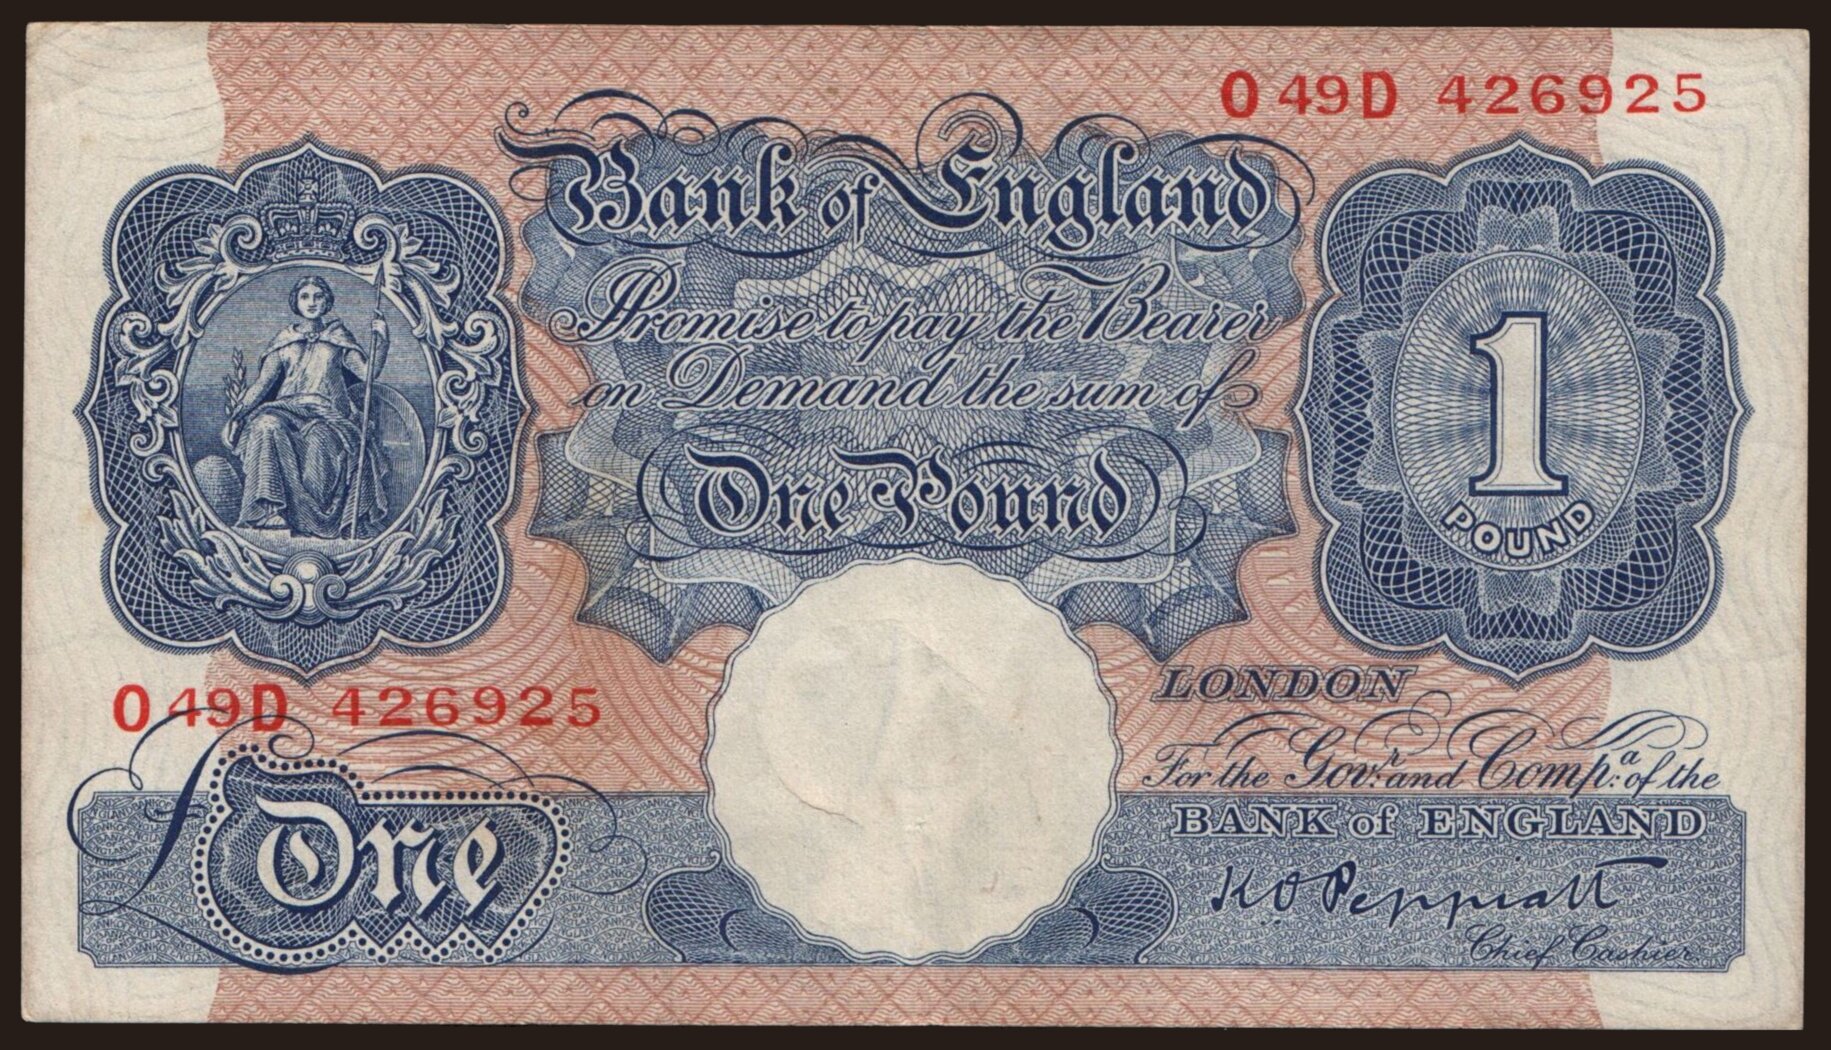 O 49D 426925
Bank of England
Promise to pay the Bearer
on Demand the sum of
One Pound
1
POUND
LONDON
O 49D 426925
For the Govr: and Compa: of the
BANK of ENGLAND
£One
K O Peppiatt
Chief Cashier.